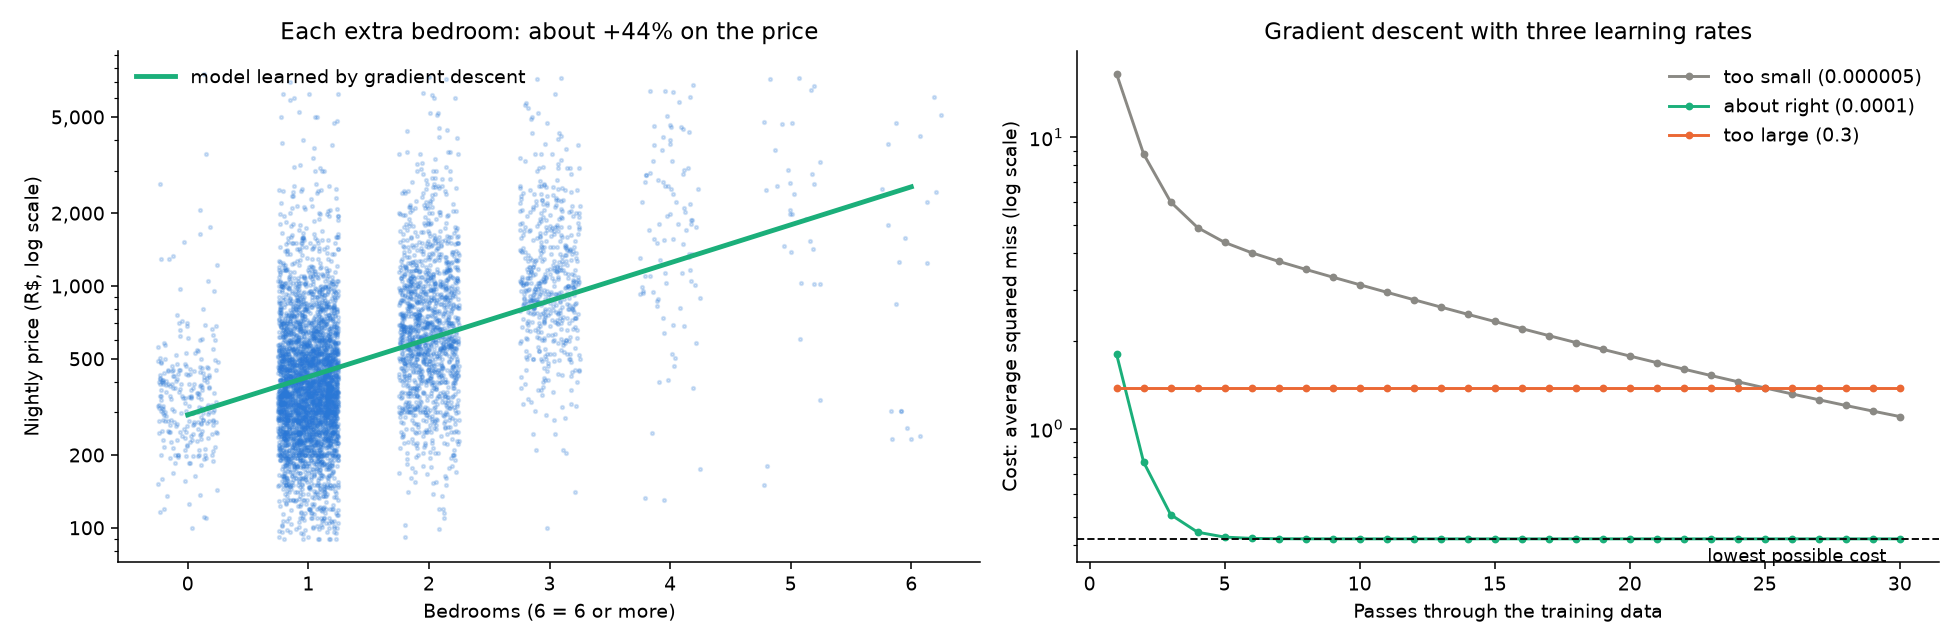 Each extra bedroom: about +44% on the price
model learned by gradient descent
5,000
2,000
1,000
500
200
100
Nightly price (R$, log scale)
0 1 2 3 4 5 6
Bedrooms (6 = 6 or more)
Gradient descent with three learning rates
too small (0.000005)
about right (0.0001)
too large (0.3)
10¹
10⁰
Cost: average squared miss (log scale)
lowest possible cost
0 5 10 15 20 25 30
Passes through the training data